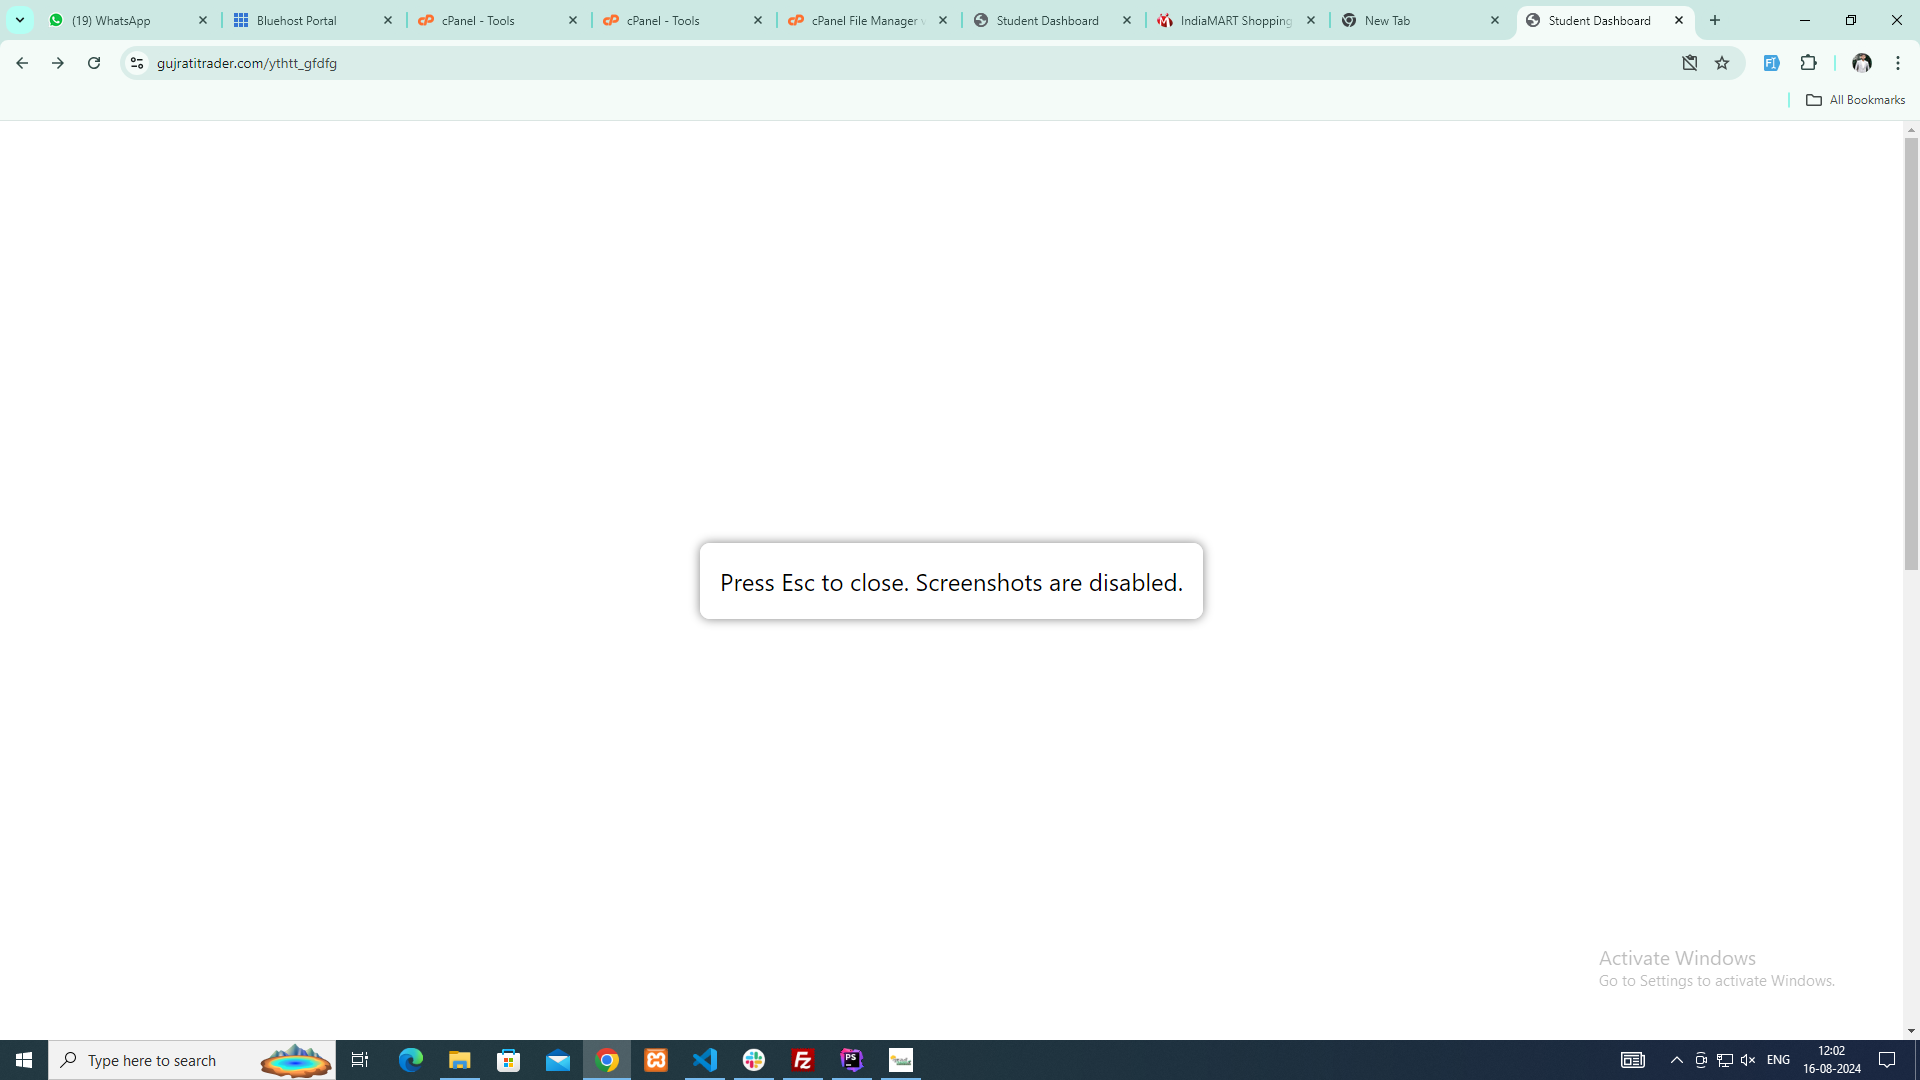 (19) WhatsApp
Bluehost Portal
cPanel - Tools
cPanel - Tools
cPanel File Manager
Student Dashboard
IndiaMART Shopping
New Tab
Student Dashboard
gujratitrader.com/ythtt_gfdfg
All Bookmarks
Press Esc to close. Screenshots are disabled.
Activate Windows
Go to Settings to activate Windows.
Type here to search
ENG
12:02
16-08-2024